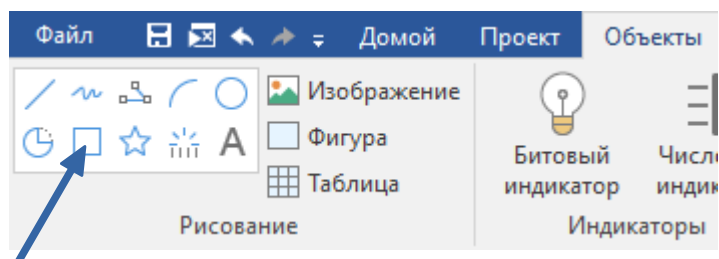 Файл Домой Проект Объекты
Изображение
A Фигура
Таблица
Битовый
индикатор
Рисование
Индикаторы